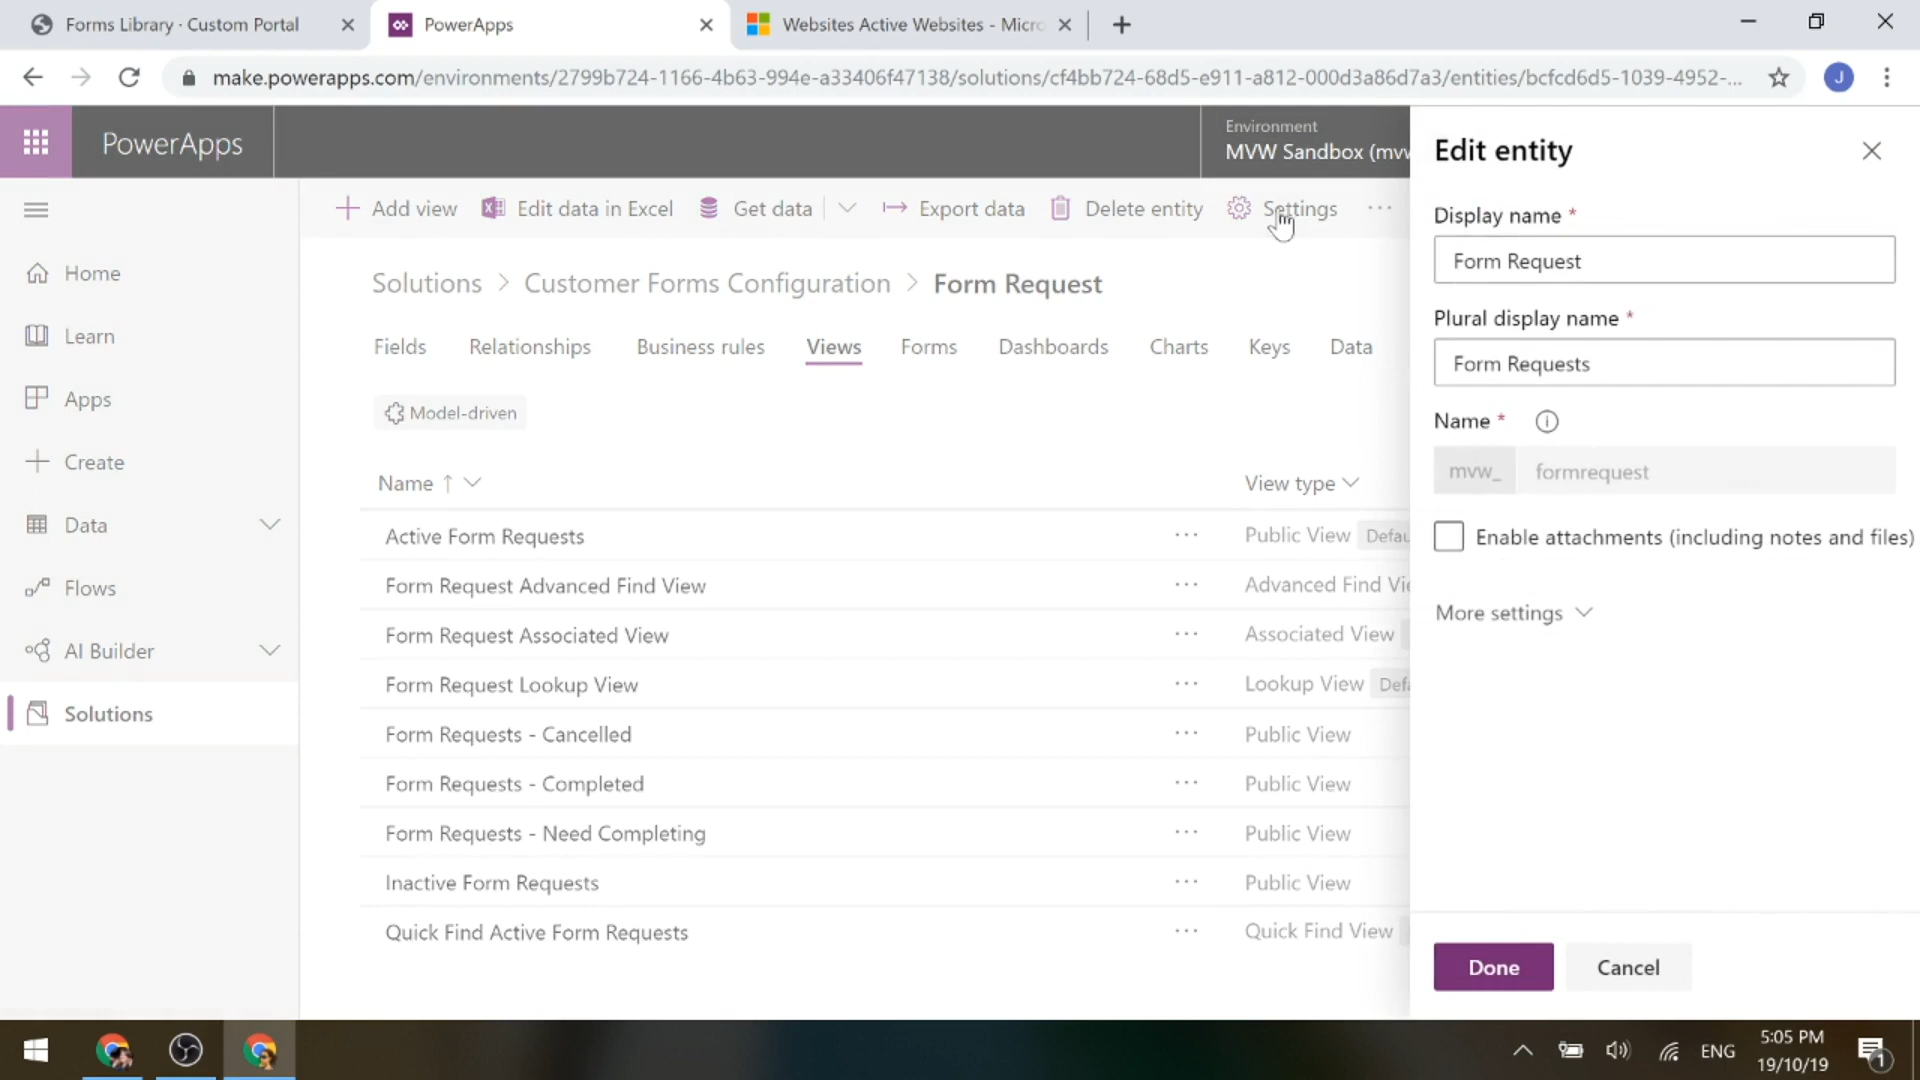 Forms Library · Custom Portal
PowerApps
Websites Active Websites - Micro
make.powerapps.com/environments/2799b724-1166-4b63-994e-a33406f47138/solutions/cf4bb724-68d5-e911-a812-000d3a86d7a3/entities/bcfcd6d5-1039-4952-...
J
PowerApps
Environment
MVW Sandbox (mvw
Add view
Edit data in Excel
Get data
Export data
Delete entity
Settings
Home
Learn
Apps
Create
Data
Flows
AI Builder
Solutions
Solutions > Customer Forms Configuration > Form Request
Fields Relationships Business rules Views Forms Dashboards Charts Keys Data
Model-driven
Name ↑ View type
Active Form Requests ··· Public View Defau
Form Request Advanced Find View ··· Advanced Find Vie
Form Request Associated View ··· Associated View
Form Request Lookup View ··· Lookup View Defa
Form Requests - Cancelled ··· Public View
Form Requests - Completed ··· Public View
Form Requests - Need Completing ··· Public View
Inactive Form Requests ··· Public View
Quick Find Active Form Requests ··· Quick Find View
Edit entity
Display name *
Form Request
Plural display name *
Form Requests
Name *
mvw_ formrequest
Enable attachments (including notes and files)
More settings
Done Cancel
ENG
5:05 PM
19/10/19
1